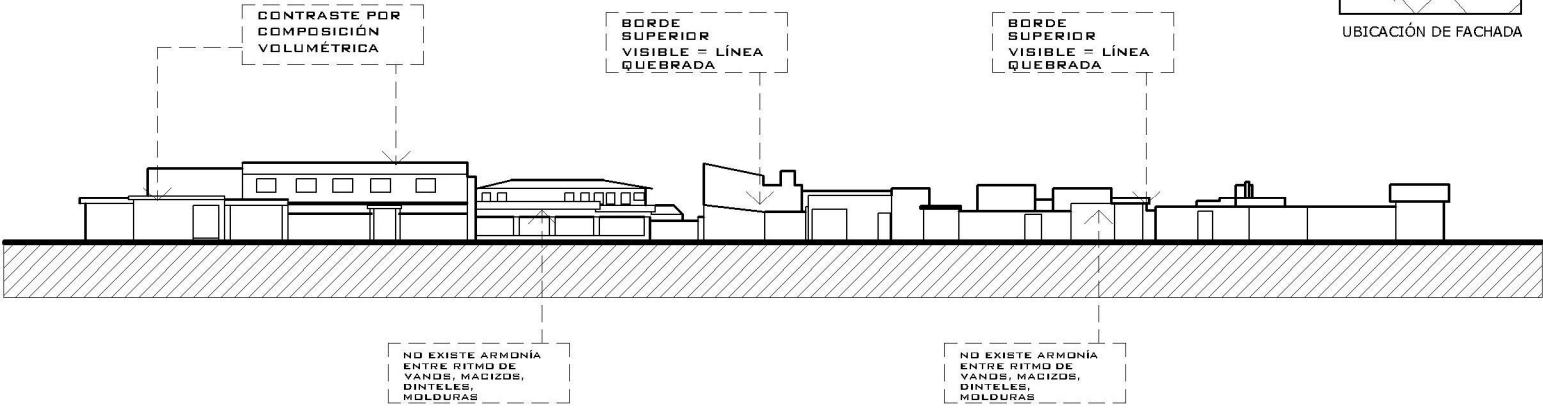 CONTRASTE POR
COMPOSICIÓN
VOLUMÉTRICA
BORDE
SUPERIOR
VISIBLE = LÍNEA
QUEBRADA
BORDE
SUPERIOR
VISIBLE = LÍNEA
QUEBRADA
UBICACIÓN DE FACHADA
NO EXISTE ARMONÍA
ENTRE RITMO DE
VANOS, MACIZOS,
DINTELES,
MOLDURAS
NO EXISTE ARMONÍA
ENTRE RITMO DE
VANOS, MACIZOS,
DINTELES,
MOLDURAS